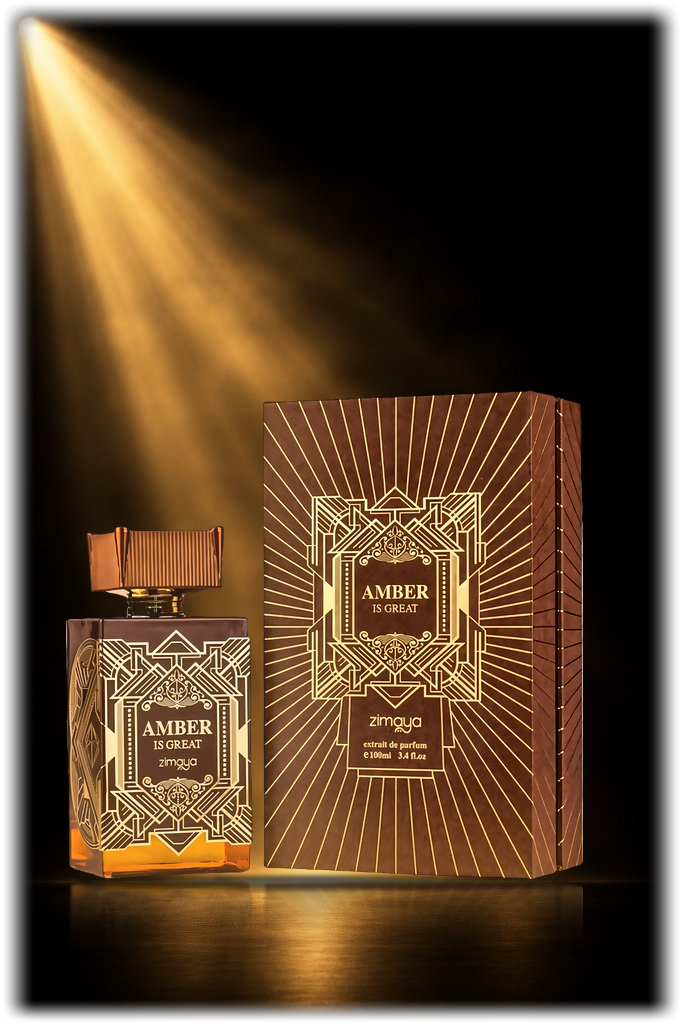 AMBER
IS GREAT
zimaya
AMBER
IS GREAT
zimaya
extrait de parfum
e100ml 3.4 fl.oz